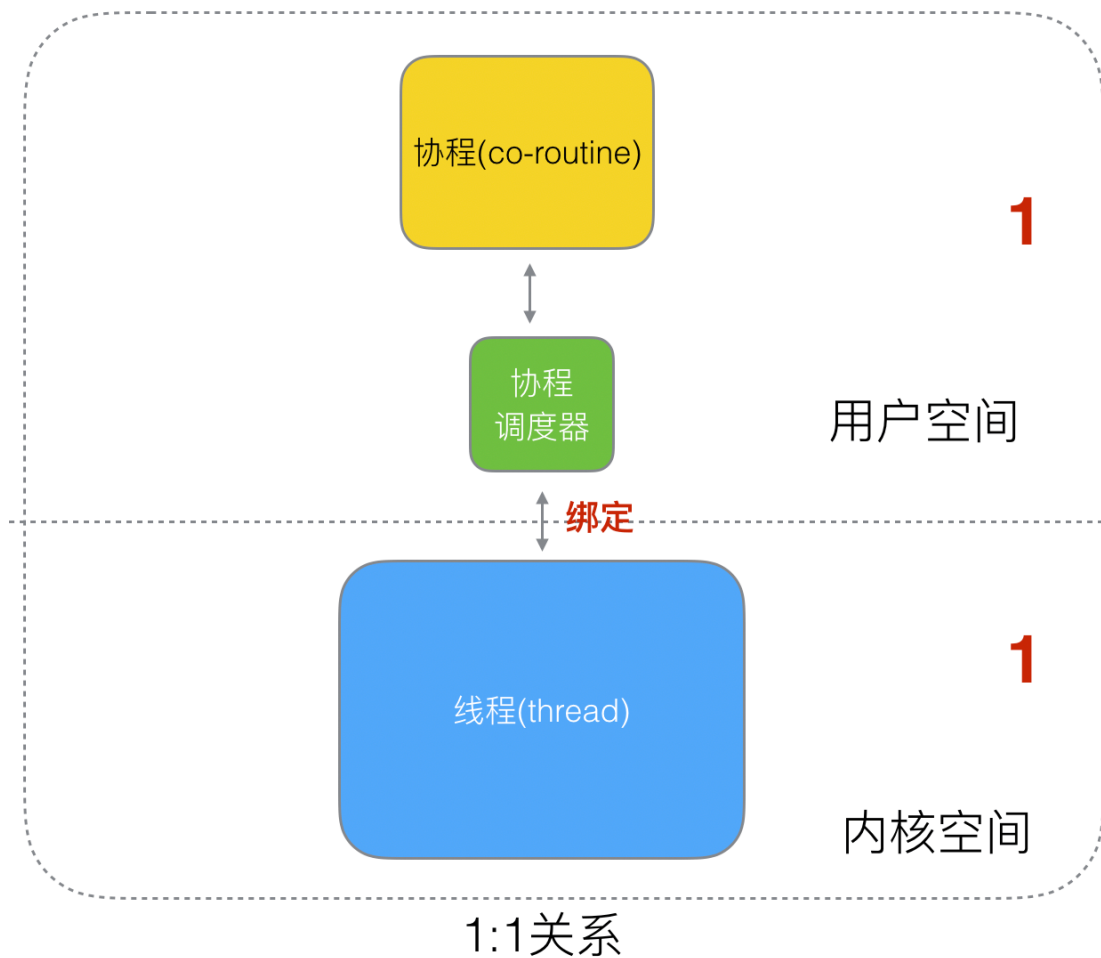 协程(co-routine)
1
协程
调度器
用户空间
绑定
线程(thread)
1
内核空间
1:1关系